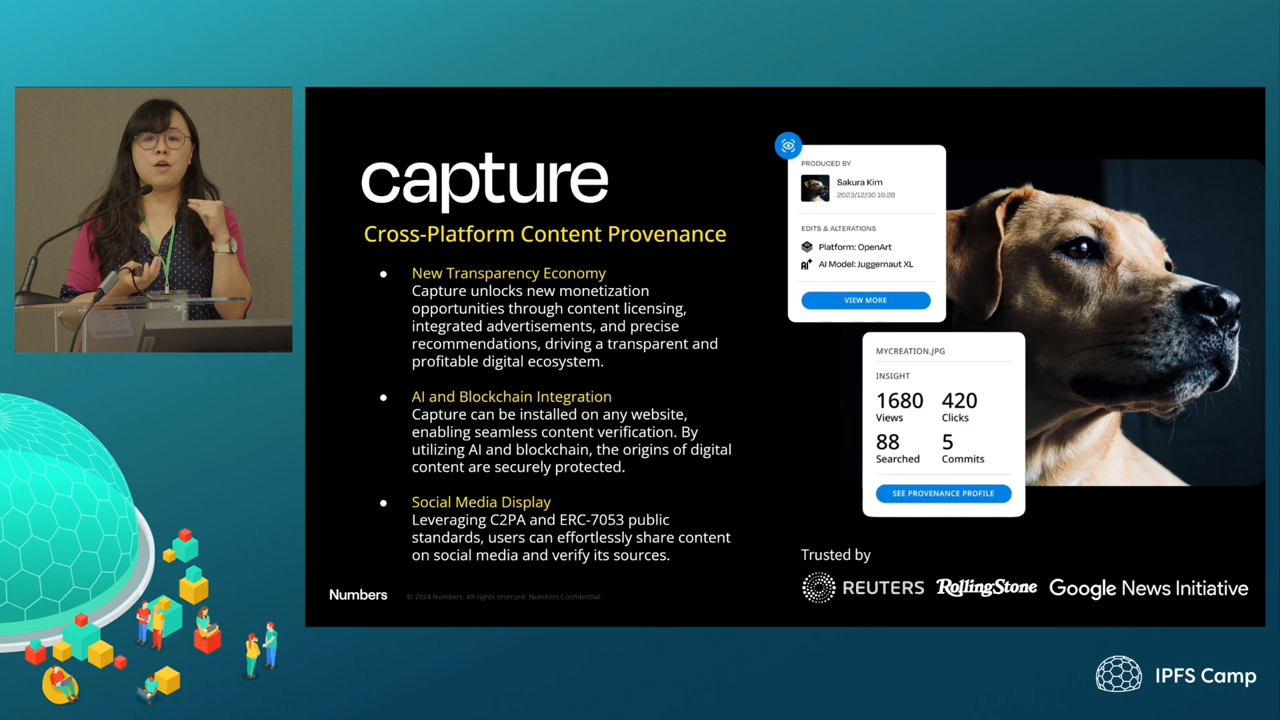 capture
Cross-Platform Content Provenance
● New Transparency Economy
Capture unlocks new monetization
opportunities through content licensing,
integrated advertisements, and precise
recommendations, driving a transparent and
profitable digital ecosystem.
● AI and Blockchain Integration
Capture can be installed on any website,
enabling seamless content verification. By
utilizing AI and blockchain, the origins of digital
content are securely protected.
● Social Media Display
Leveraging C2PA and ERC-7053 public
standards, users can effortlessly share content
on social media and verify its sources.
Numbers
© 2024 Numbers. All rights reserved. Numbers Confidential.
PRODUCED BY
Sakura Kim
2023/12/30 16:28
EDITS & ALTERATIONS
Platform: OpenArt
AI Model: Juggernaut XL
VIEW MORE
MYCREATION.JPG
INSIGHT
1680 420
Views Clicks
88 5
Searched Commits
SEE PROVENANCE PROFILE
Trusted by
REUTERS RollingStone Google News Initiative
IPFS Camp